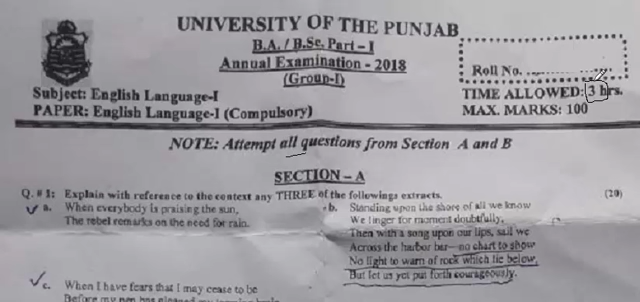 UNIVERSITY OF THE PUNJAB
B.A. / B.Sc. Part – I
Annual Examination - 2018
(Group-I)
Roll No. ..................
Subject: English Language-I
TIME ALLOWED: 3 hrs.
PAPER: English Language-I (Compulsory)
MAX. MARKS: 100
NOTE: Attempt all questions from Section A and B
SECTION – A
Q. # 1: Explain with reference to the context any THREE of the followings extracts. (20)
a. When everybody is praising the sun,
The rebel remarks on the need for rain.
b. Standing upon the shore of all we know
We linger for moment doubtfully,
Then with a song upon our lips, sail we
Across the harbor bar—no chart to show
No light to warn of rock which lie below,
But let us yet put forth courageously.
c. When I have fears that I may cease to be
Before my pen has gleaned my